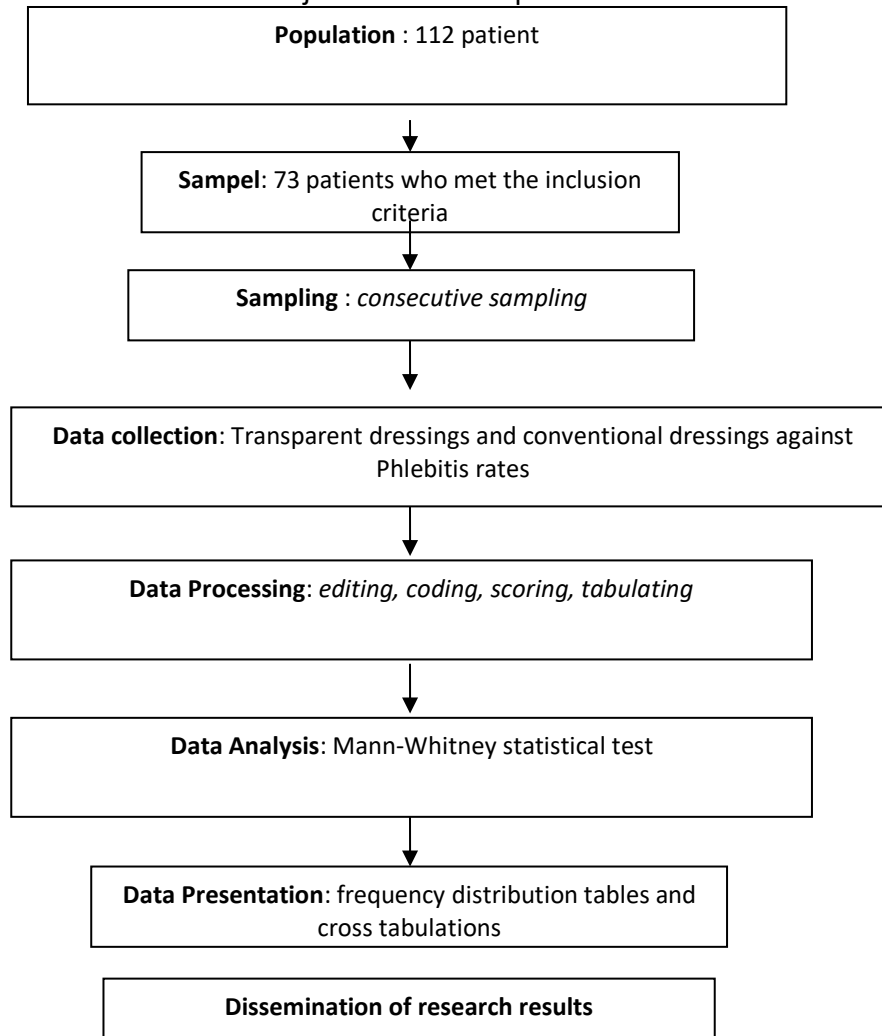 Population : 112 patient
Sampel: 73 patients who met the inclusion
criteria
Sampling : consecutive sampling
Data collection: Transparent dressings and conventional dressings against
Phlebitis rates
Data Processing: editing, coding, scoring, tabulating
Data Analysis: Mann-Whitney statistical test
Data Presentation: frequency distribution tables and
cross tabulations
Dissemination of research results